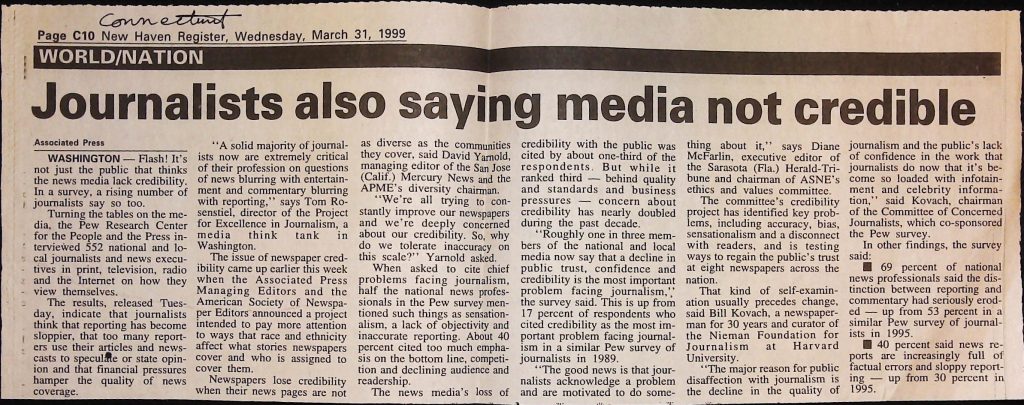 Connecticut
Page C10 New Haven Register, Wednesday, March 31, 1999
WORLD/NATION
Journalists also saying media not credible
Associated Press
WASHINGTON — Flash! It's
not just the public that thinks
the news media lack credibility.
In a survey, a rising number of
journalists say so too.
Turning the tables on the me-
dia, the Pew Research Center
for the People and the Press in-
terviewed 552 national and lo-
cal journalists and news execu-
tives in print, television, radio
and the Internet on how they
view themselves.
The results, released Tues-
day, indicate that journalists
think that reporting has become
sloppier, that too many report-
ers use their articles and news-
casts to speculate or state opin-
ion and that financial pressures
hamper the quality of news
coverage.
"A solid majority of journal-
ists now are extremely critical
of their profession on questions
of news blurring with entertain-
ment and commentary blurring
with reporting," says Tom Ro-
senstiel, director of the Project
for Excellence in Journalism, a
media think tank in
Washington.
The issue of newspaper cred-
ibility came up earlier this week
when the Associated Press
Managing Editors and the
American Society of Newspa-
per Editors announced a project
intended to pay more attention
to ways that race and ethnicity
affect what stories newspapers
cover and who is assigned to
cover them.
Newspapers lose credibility
when their news pages are not
as diverse as the communities
they cover, said David Yarnold,
managing editor of the San Jose
(Calif.) Mercury News and the
APME's diversity chairman.
"We're all trying to con-
stantly improve our newspapers
and we're deeply concerned
about our credibility. So, why
do we tolerate inaccuracy on
this scale?" Yarnold asked.
When asked to cite chief
problems facing journalism,
half the national news profes-
sionals in the Pew survey men-
tioned such things as sensation-
alism, a lack of objectivity and
inaccurate reporting. About 40
percent cited too much empha-
sis on the bottom line, competi-
tion and declining audience and
readership.
The news media's loss of
credibility with the public was
cited by about one-third of the
respondents. But while it
ranked third — behind quality
and standards and business
pressures — concern about
credibility has nearly doubled
during the past decade.
"Roughly one in three mem-
bers of the national and local
media now say that a decline in
public trust, confidence and
credibility is the most important
problem facing journalism,"
the survey said. This is up from
17 percent of respondents who
cited credibility as the most im-
portant problem facing journal-
ism in a similar Pew survey of
journalists in 1989.
"The good news is that jour-
nalists acknowledge a problem
and are motivated to do some-
thing about it," says Diane
McFarlin, executive editor of
the Sarasota (Fla.) Herald-Tri-
bune and chairman of ASNE's
ethics and values committee.
The committee's credibility
project has identified key prob-
lems, including accuracy, bias,
sensationalism and a disconnect
with readers, and is testing
ways to regain the public's trust
at eight newspapers across the
nation.
That kind of self-examin-
ation usually precedes change,
said Bill Kovach, a newspaper-
man for 30 years and curator of
the Nieman Foundation for
Journalism at Harvard
University.
"The major reason for public
disaffection with journalism is
the decline in the quality of
journalism and the public's lack
of confidence in the work that
journalists do now that it's be-
come so loaded with infotain-
ment and celebrity informa-
tion," said Kovach, chairman
of the Committee of Concerned
Journalists, which co-sponsored
the Pew survey.
In other findings, the survey
said:
■ 69 percent of national
news professionals said the dis-
tinction between reporting and
commentary had seriously erod-
ed — up from 53 percent in a
similar Pew survey of journal-
ists in 1995.
■ 40 percent said news re-
ports are increasingly full of
factual errors and sloppy report-
ing — up from 30 percent in
1995.